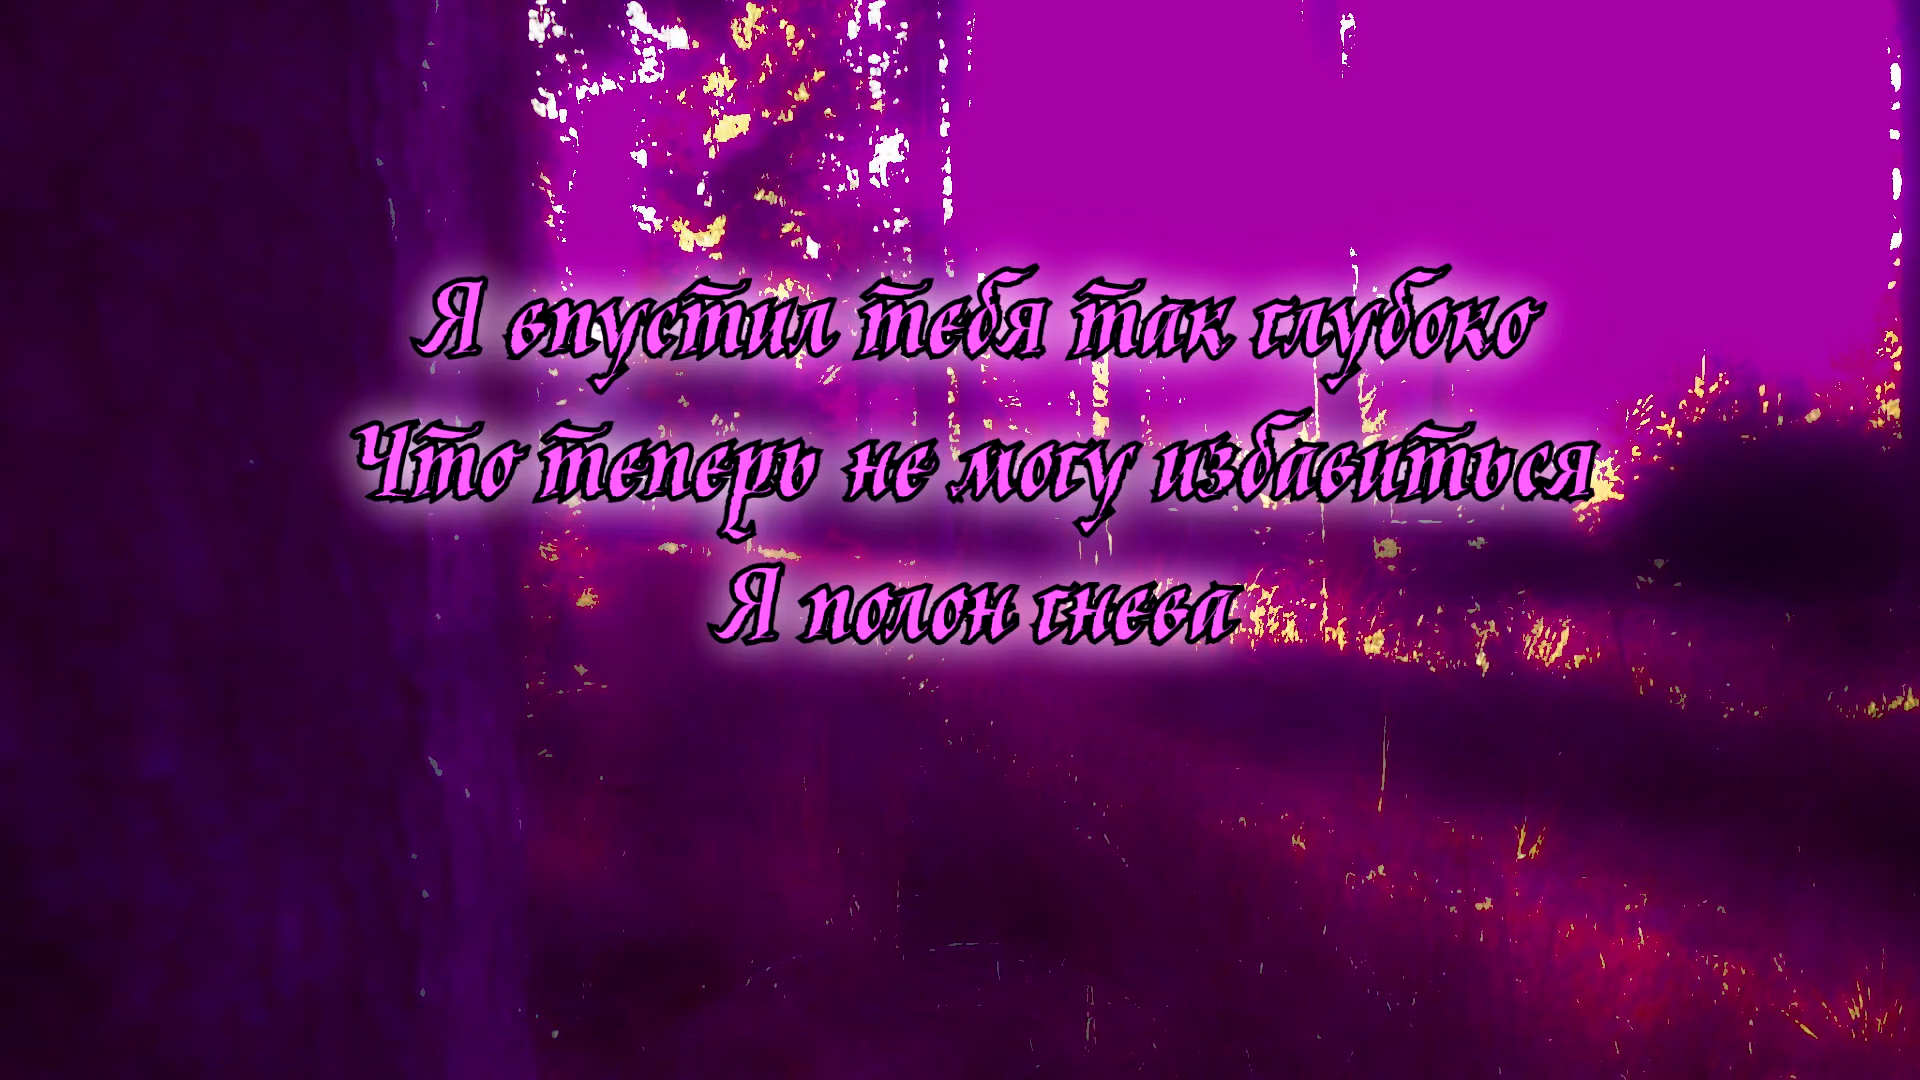 Я впустил тебя так глубоко
Что теперь не могу избавиться
Я полон гнева